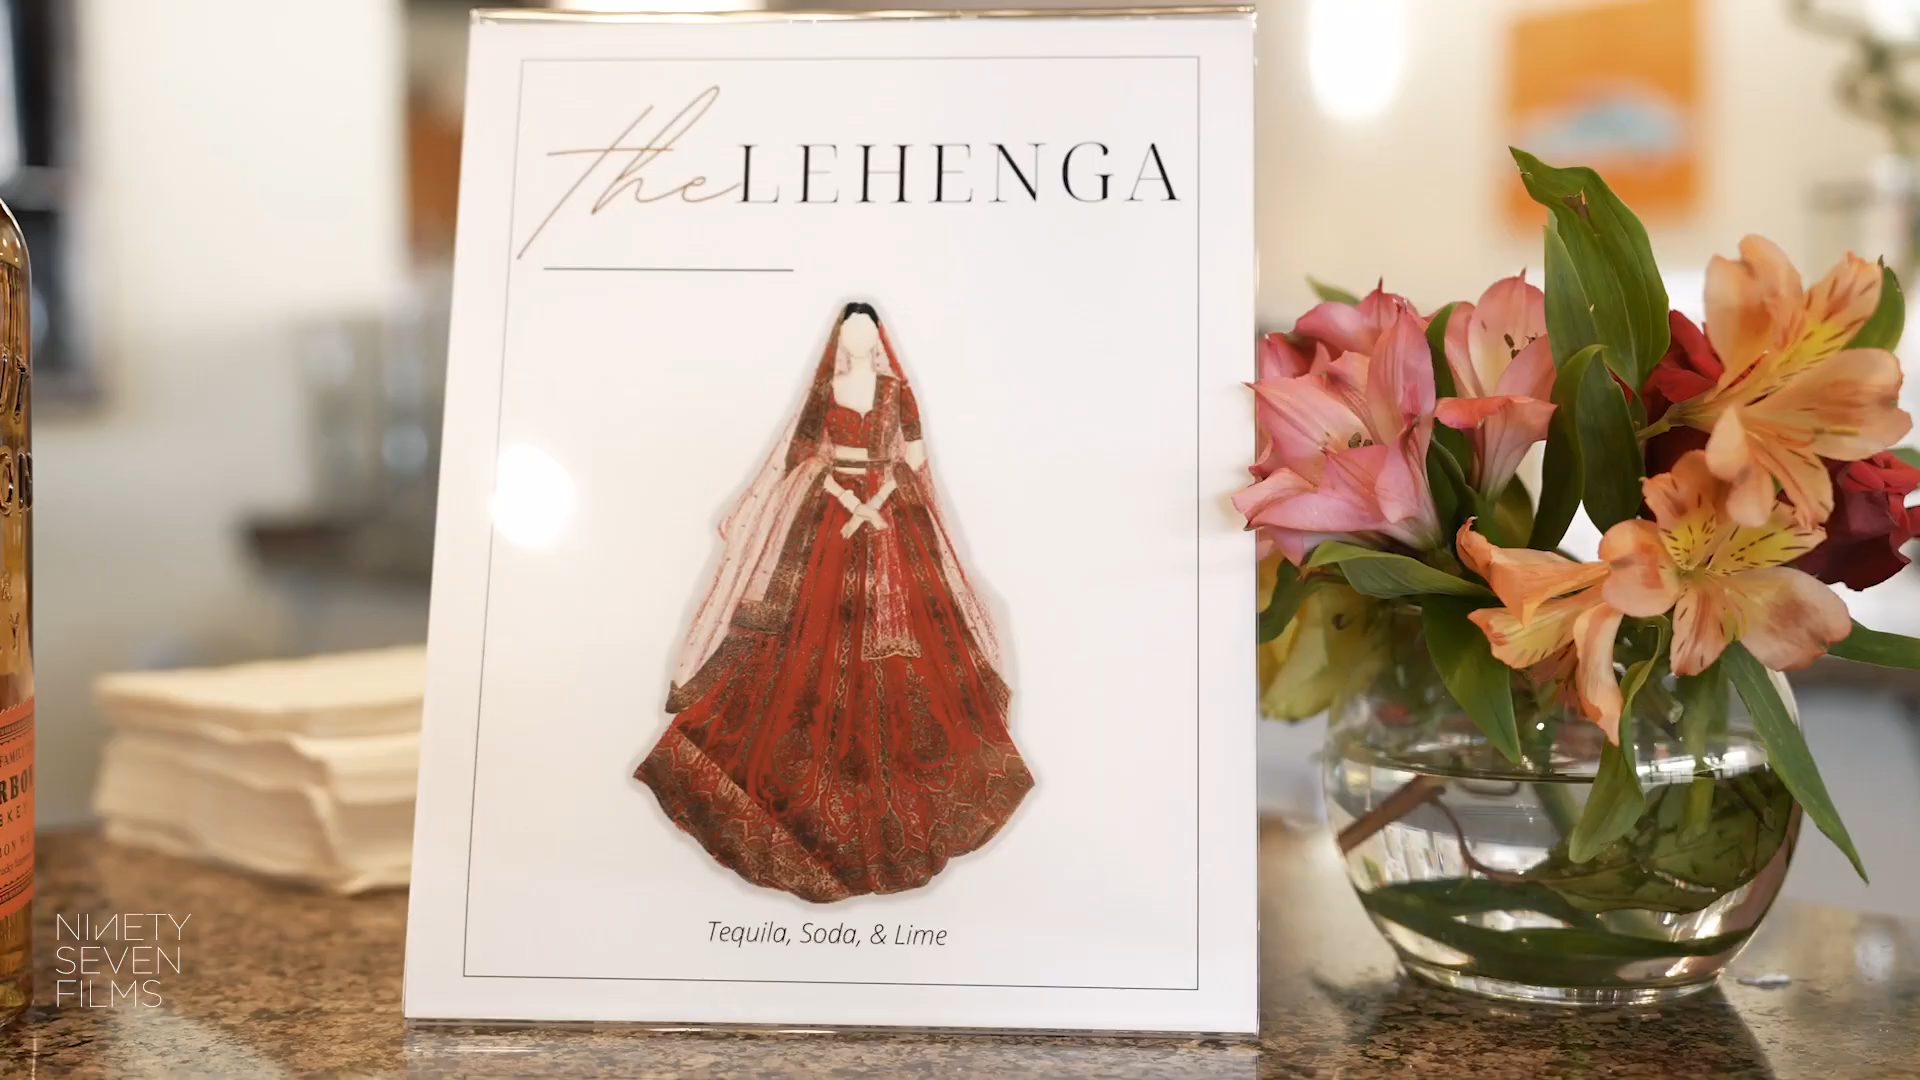 the LEHENGA
Tequila, Soda, & Lime
NINETY
SEVEN
FILMS